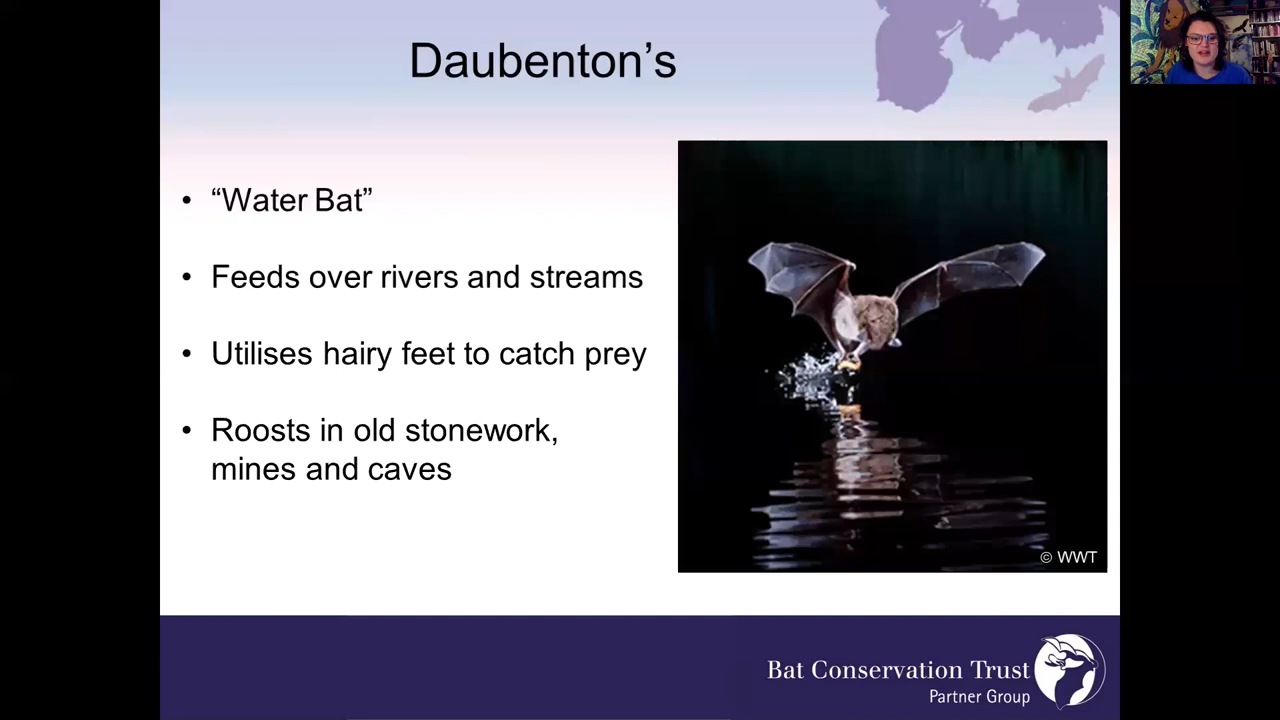 Daubenton’s
• “Water Bat”
• Feeds over rivers and streams
• Utilises hairy feet to catch prey
• Roosts in old stonework,
mines and caves
© WWT
Bat Conservation Trust
Partner Group